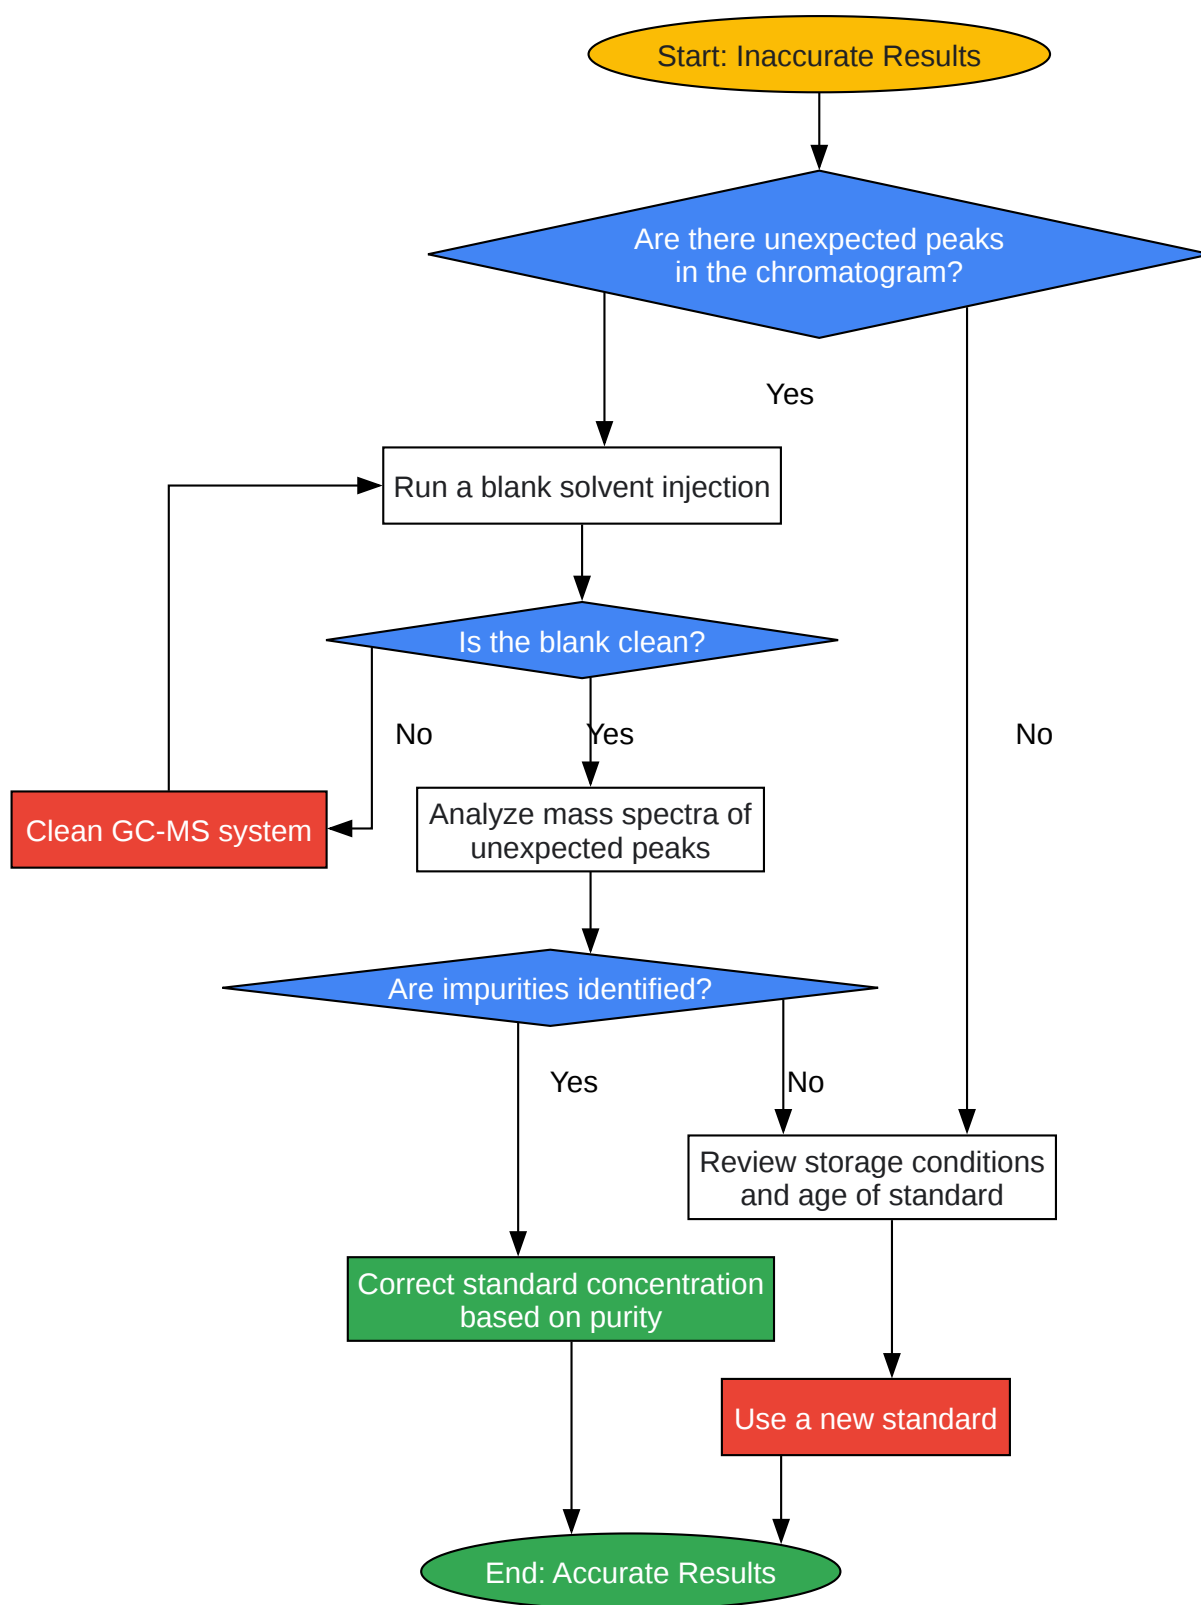 Start: Inaccurate Results
Are there unexpected peaks
in the chromatogram?
Yes
Run a blank solvent injection
Is the blank clean?
No
Yes
No
Clean GC-MS system
Analyze mass spectra of
unexpected peaks
Are impurities identified?
Yes
No
Review storage conditions
and age of standard
Correct standard concentration
based on purity
Use a new standard
End: Accurate Results